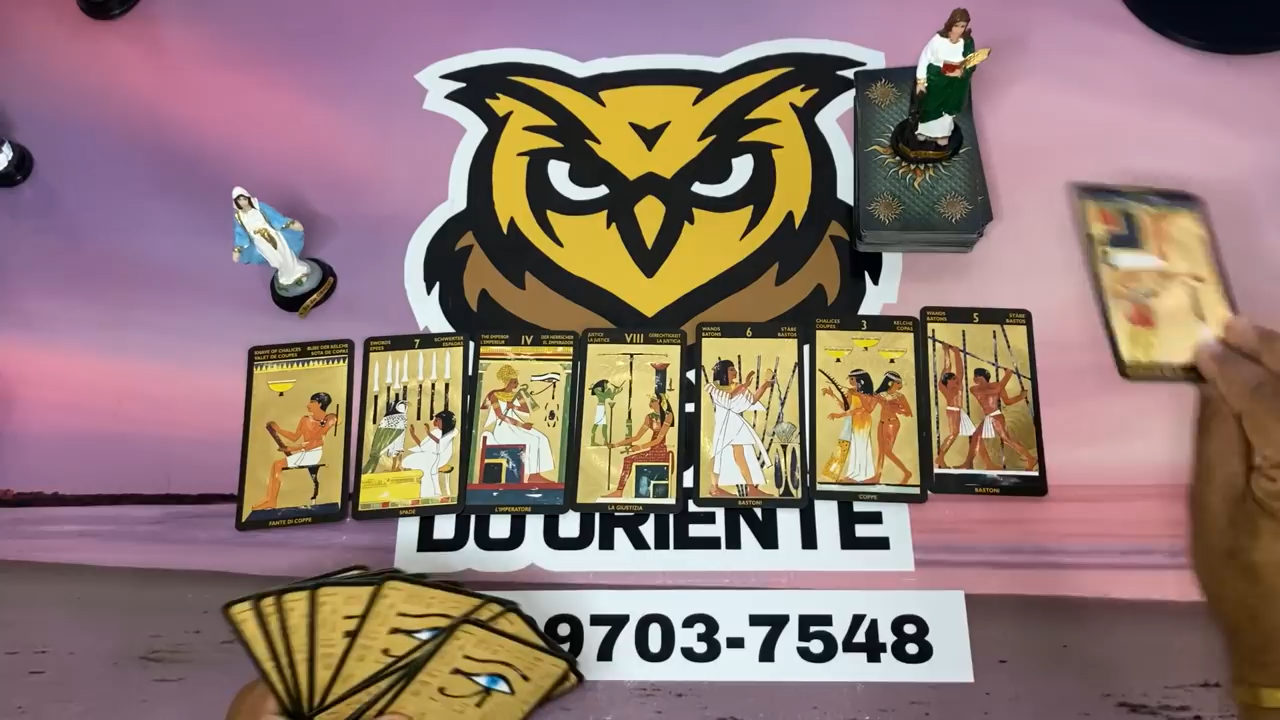 KNAVE OF CHALICES
VALET DE COUPES
BUBE DER KELCHE
SOTA DE COPAS
FANTE DI COPPE
SWORDS
EPEES
7
SCHWERTER
ESPADAS
SPADE
THE EMPEROR
L'EMPEREUR
IV
DER HERRSCHER
EL EMPERADOR
L'IMPERATORE
JUSTICE
LA JUSTICE
VIII
GERECHTIGKEIT
LA JUSTICIA
LA GIUSTIZIA
WANDS
BATONS
6
STÄBE
BASTOS
BASTONI
CHALICES
COUPES
3
KELCHE
COPAS
COPPE
WANDS
BATONS
5
STÄBE
BASTOS
BASTONI
DO ORIENTE
9703-7548